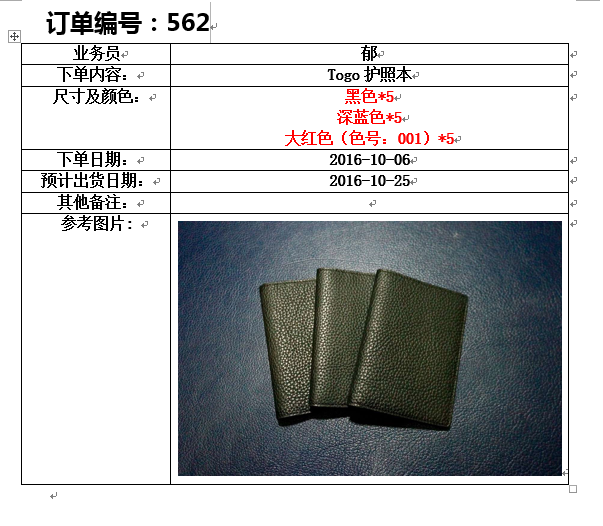 订单编号：562
业务员 郁
下单内容： Togo 护照本
尺寸及颜色： 黑色*5
深蓝色*5
大红色（色号：001）*5
下单日期： 2016-10-06
预计出货日期： 2016-10-25
其他备注：
参考图片: